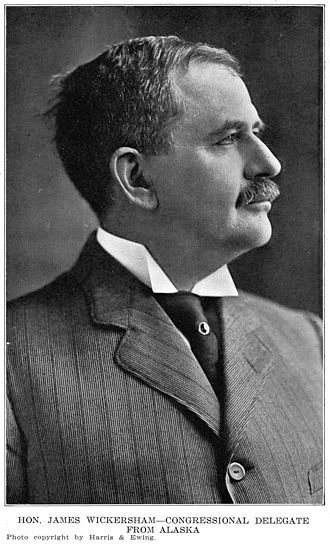 HON. JAMES WICKERSHAM—CONGRESSIONAL DELEGATE
FROM ALASKA
Photo copyright by Harris & Ewing.